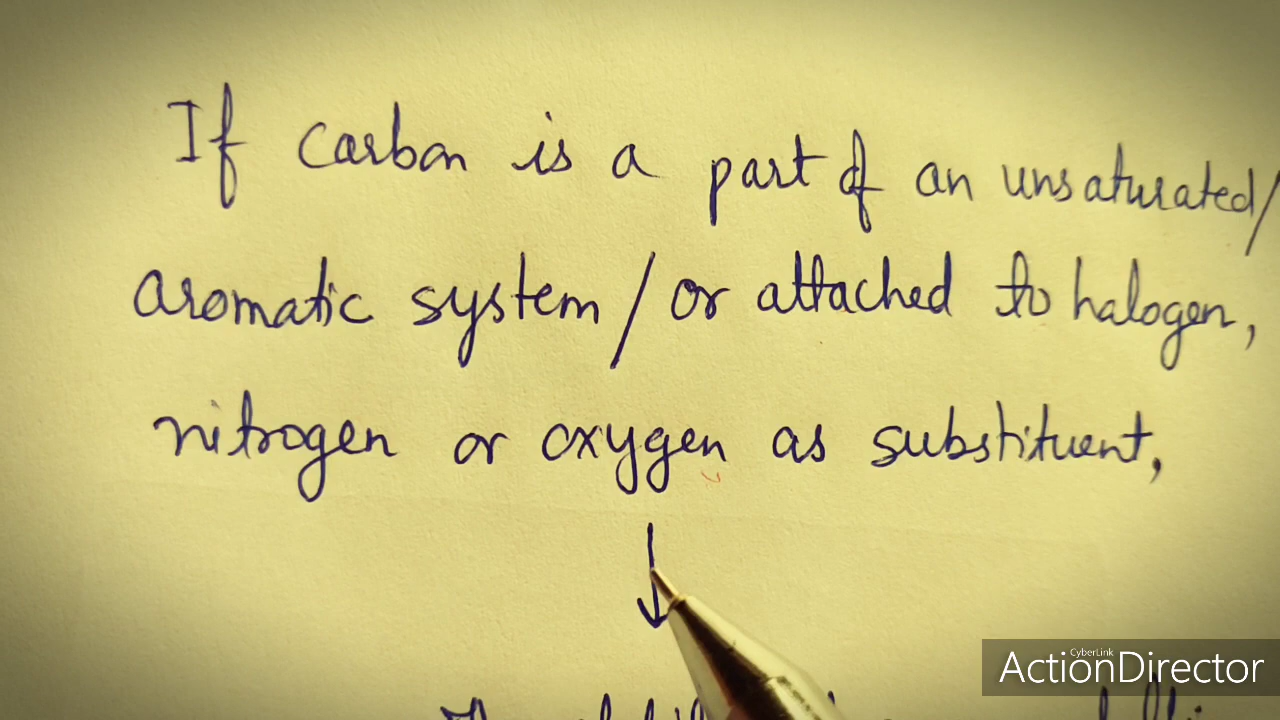 If carbon is a part of an unsaturated/
aromatic system/or attached to halogen,
nitrogen or oxygen as substituent,
CyberLink
ActionDirector